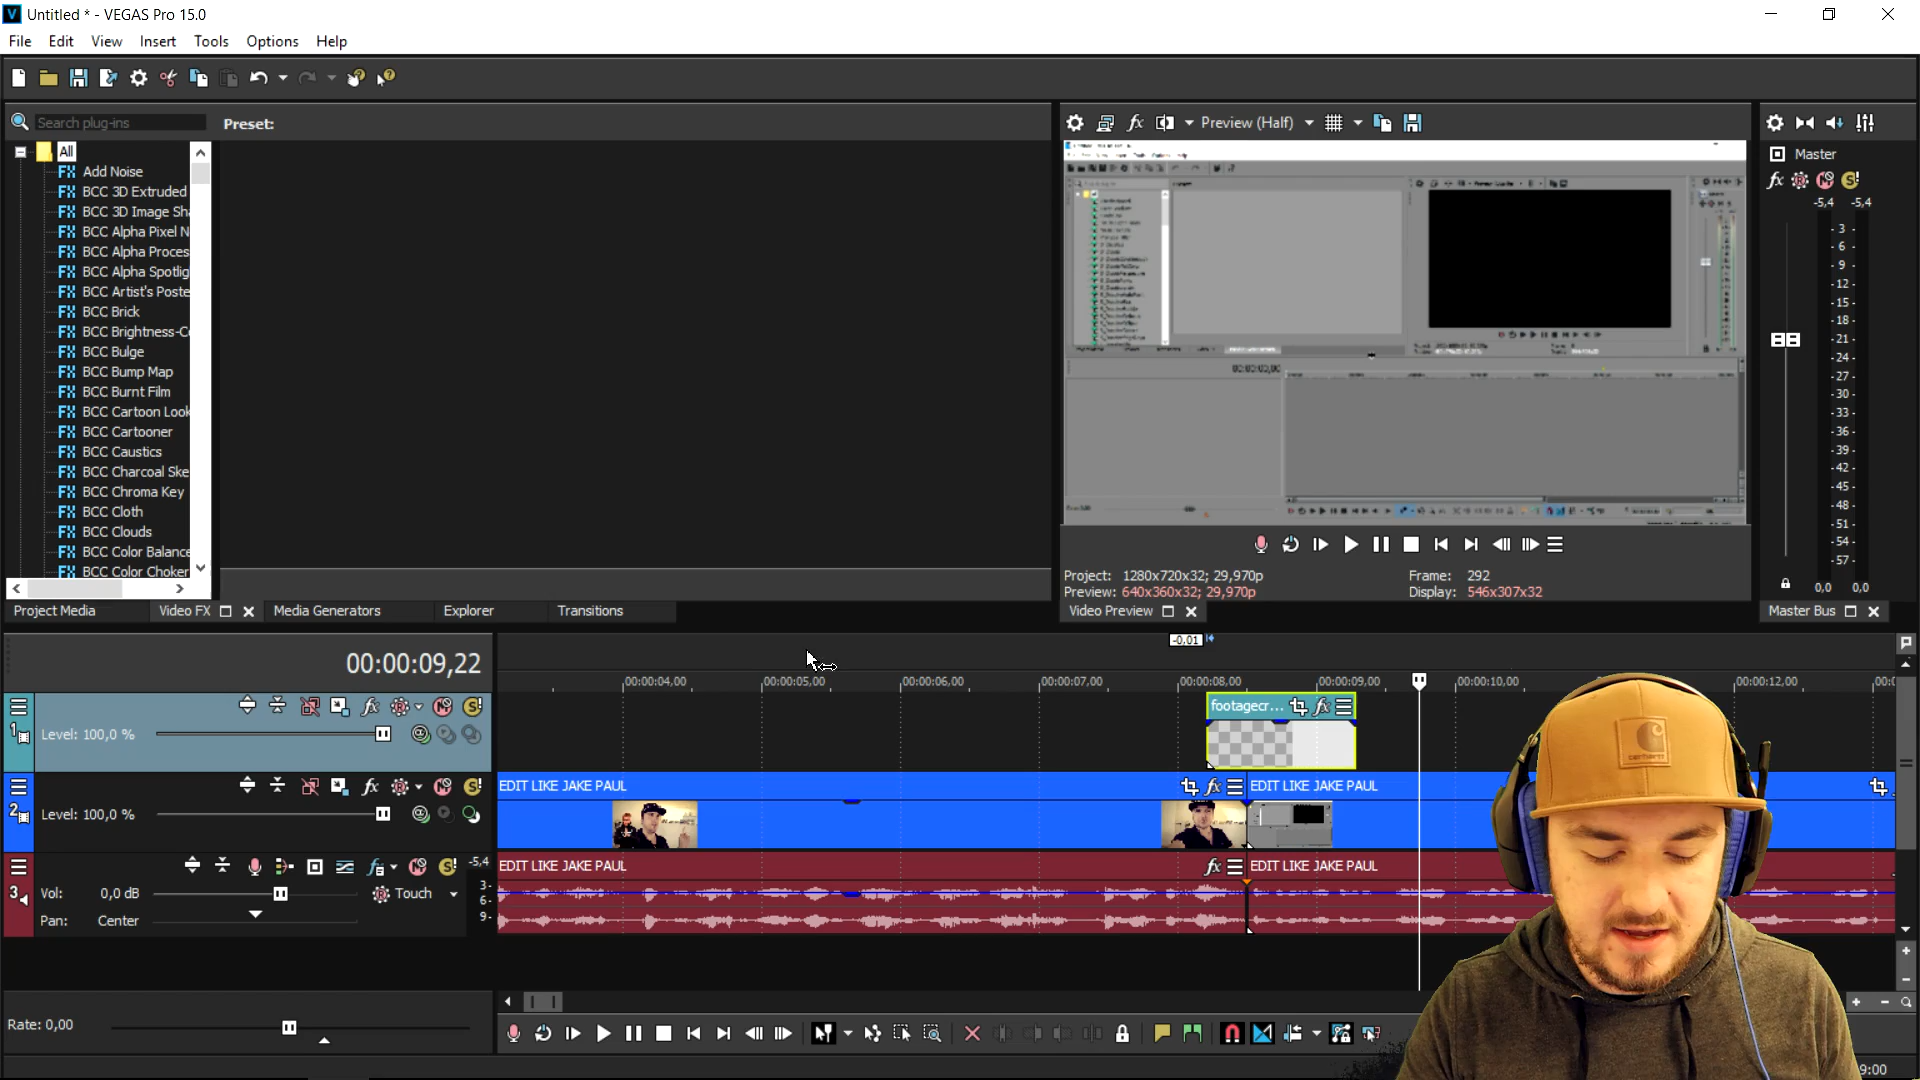 Untitled * - VEGAS Pro 15.0
File Edit View Insert Tools Options Help
Search plug-ins
Preset:
All
Add Noise
BCC 3D Extruded
BCC 3D Image Sha
BCC Alpha Pixel N
BCC Alpha Proces
BCC Alpha Spotlig
BCC Artist's Poste
BCC Brick
BCC Brightness-Co
BCC Bulge
BCC Bump Map
BCC Burnt Film
BCC Cartoon Look
BCC Cartooner
BCC Caustics
BCC Charcoal Ske
BCC Chroma Key
BCC Cloth
BCC Clouds
BCC Color Balance
BCC Color Choker
Project Media Video FX Media Generators Explorer Transitions
Preview (Half)
Project: 1280x720x32; 29,970p
Preview: 640x360x32; 29,970p
Frame: 292
Display: 546x307x32
Video Preview
Master
-5,4 -5,4
- 3 -
- 6 -
- 9 -
-12-
-15-
-18-
-21-
-24-
-27-
-30-
-33-
-36-
-39-
-42-
-45-
-48-
-51-
-54-
-57-
0,0 0,0
Master Bus
-0.01
00:00:09,22
00:00:04,00 00:00:05,00 00:00:06,00 00:00:07,00 00:00:08,00 00:00:09,00 00:00:10,00 00:00:12,00
1
Level: 100,0 %
footagecr...
2
Level: 100,0 %
EDIT LIKE JAKE PAUL EDIT LIKE JAKE PAUL
3
Vol: 0,0 dB Touch
Pan: Center
-5,4
3-
6-
9-
EDIT LIKE JAKE PAUL EDIT LIKE JAKE PAUL
Rate: 0,00
carhartt
9:00